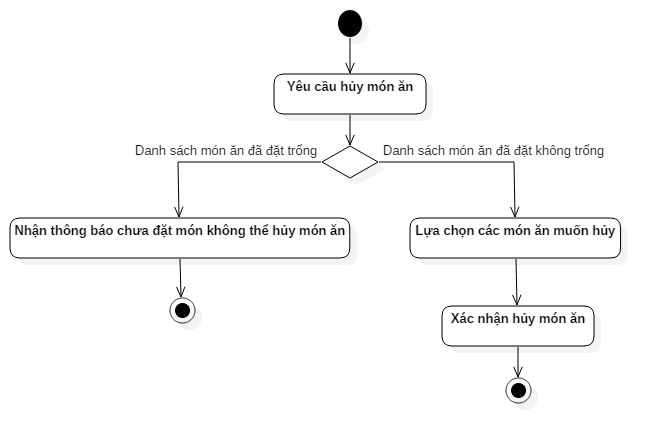 Yêu cầu hủy món ăn
Danh sách món ăn đã đặt trống
Danh sách món ăn đã đặt không trống
Nhận thông báo chưa đặt món không thể hủy món ăn
Lựa chọn các món ăn muốn hủy
Xác nhận hủy món ăn